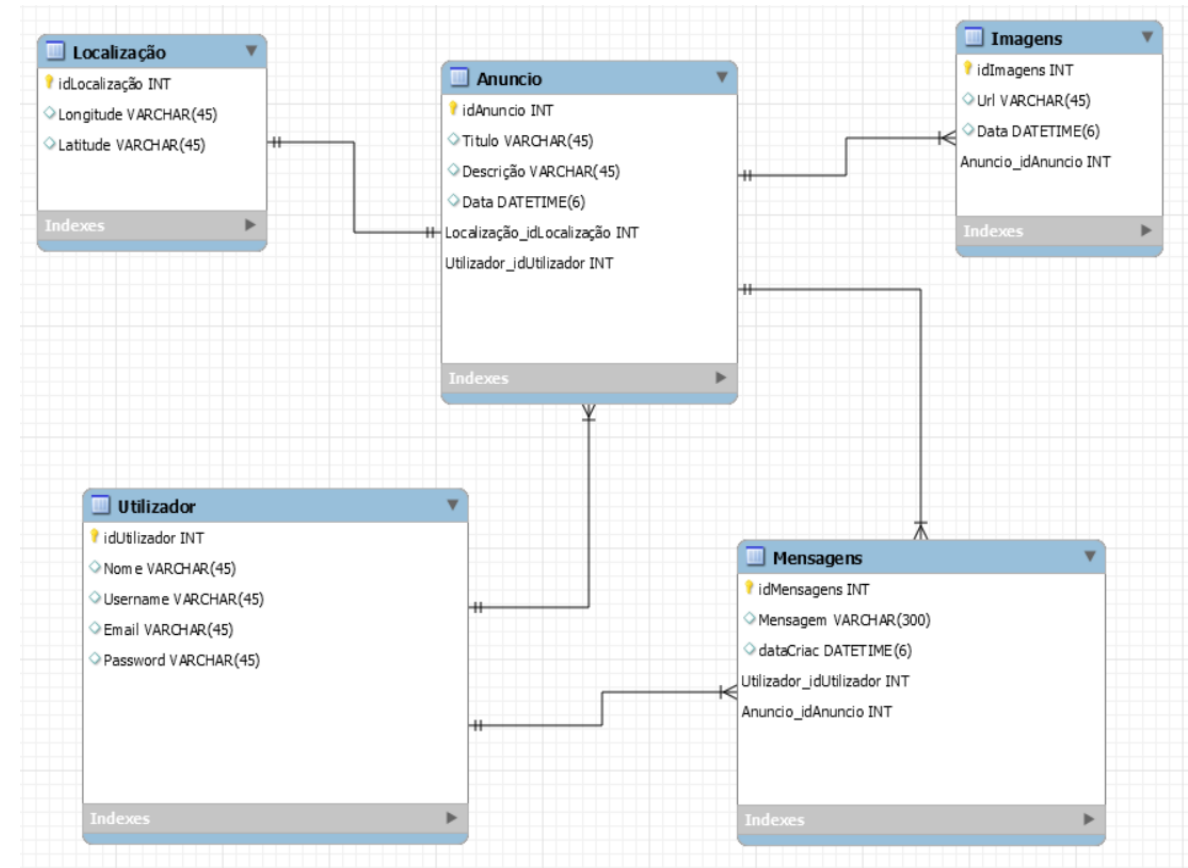 Localização
idLocalização INT
Longitude VARCHAR(45)
Latitude VARCHAR(45)
Indexes
Anuncio
idAnuncio INT
Titulo VARCHAR(45)
Descrição VARCHAR(45)
Data DATETIME(6)
Localização_idLocalização INT
Utilizador_idUtilizador INT
Indexes
Imagens
idImagens INT
Url VARCHAR(45)
Data DATETIME(6)
Anuncio_idAnuncio INT
Indexes
Utilizador
idUtilizador INT
Nome VARCHAR(45)
Username VARCHAR(45)
Email VARCHAR(45)
Password VARCHAR(45)
Indexes
Mensagens
idMensagens INT
Mensagem VARCHAR(300)
dataCriac DATETIME(6)
Utilizador_idUtilizador INT
Anuncio_idAnuncio INT
Indexes